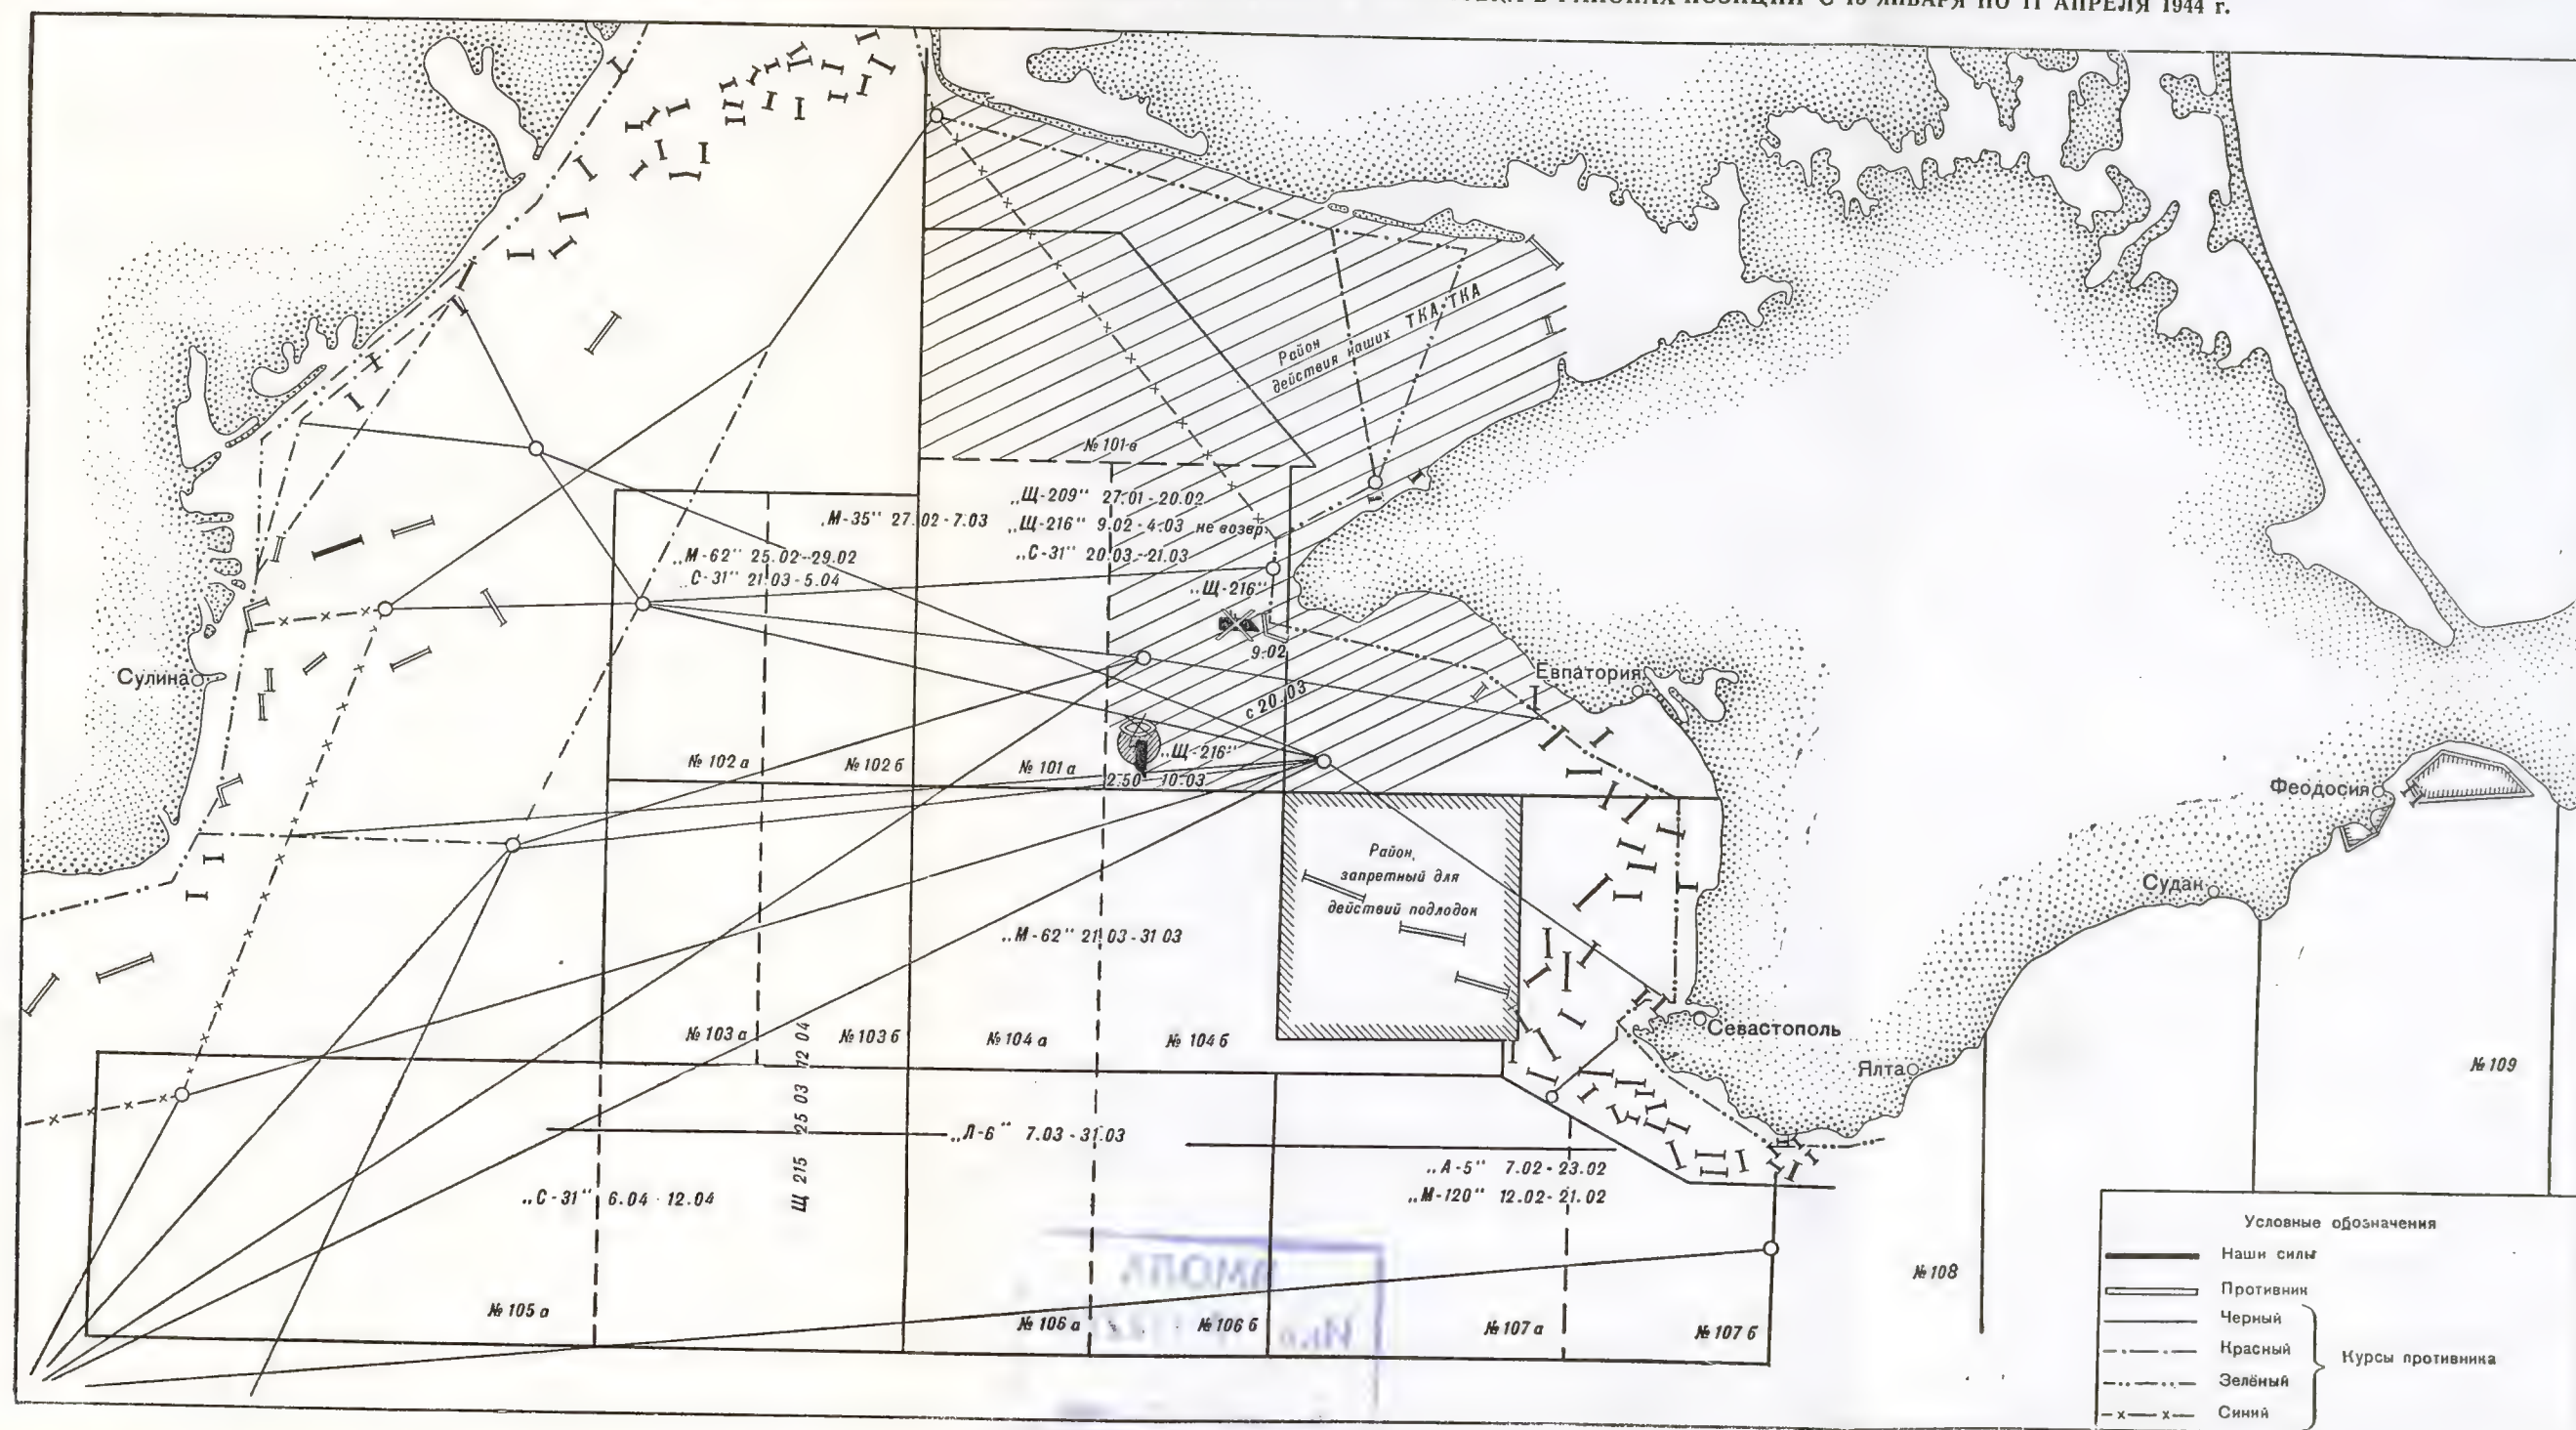 РАЙОНАХ ПОЗИЦИЙ С 15 ЯНВАРЯ ПО 11 АПРЕЛЯ 1944 г.
Район
действия наших ТКА. ТКА
№ 101 в
„Щ-209" 27.01-20.02
„М-35" 27.02-7.03
„Щ-216" 9.02-4.03 не возвр.
„М-62" 25.02-29.02
„С-31" 20.03-21.03
„С-31" 21.03-5.04
„Щ-216"
9.02
Сулина
Евпатория
с 20.03
№ 102 а
№ 102 б
№ 101 а
„Щ-216"
2.50 10.03
Феодосия
Район,
запретный для
действий подлодок
Судак
„М-62" 21.03-31 03
№ 103 а
№ 103 б
№ 104 а
№ 104 б
Севастополь
Ялта
№ 109
Щ 215 25 03 12 04
„Л-6" 7.03-31.03
„А-5" 7.02-23.02
„С-31" 6.04-12.04
„М-120" 12.02-21.02
№ 105 а
№ 106 а
№ 106 б
№ 107 а
№ 107 б
№ 108
Условные обозначения
Наши силы
Противник
Черный
Красный
Зелёный
Синий
Курсы противника